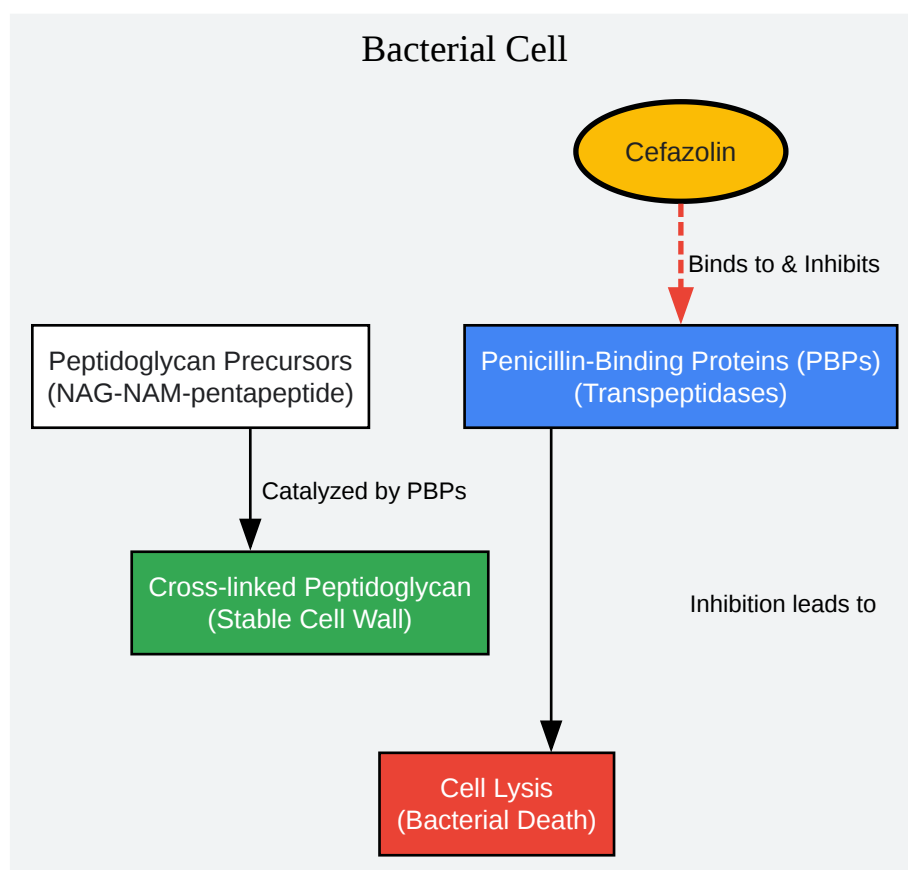 Bacterial Cell
Cefazolin
Binds to & Inhibits
Peptidoglycan Precursors
(NAG-NAM-pentapeptide)
Penicillin-Binding Proteins (PBPs)
(Transpeptidases)
Catalyzed by PBPs
Cross-linked Peptidoglycan
(Stable Cell Wall)
Inhibition leads to
Cell Lysis
(Bacterial Death)